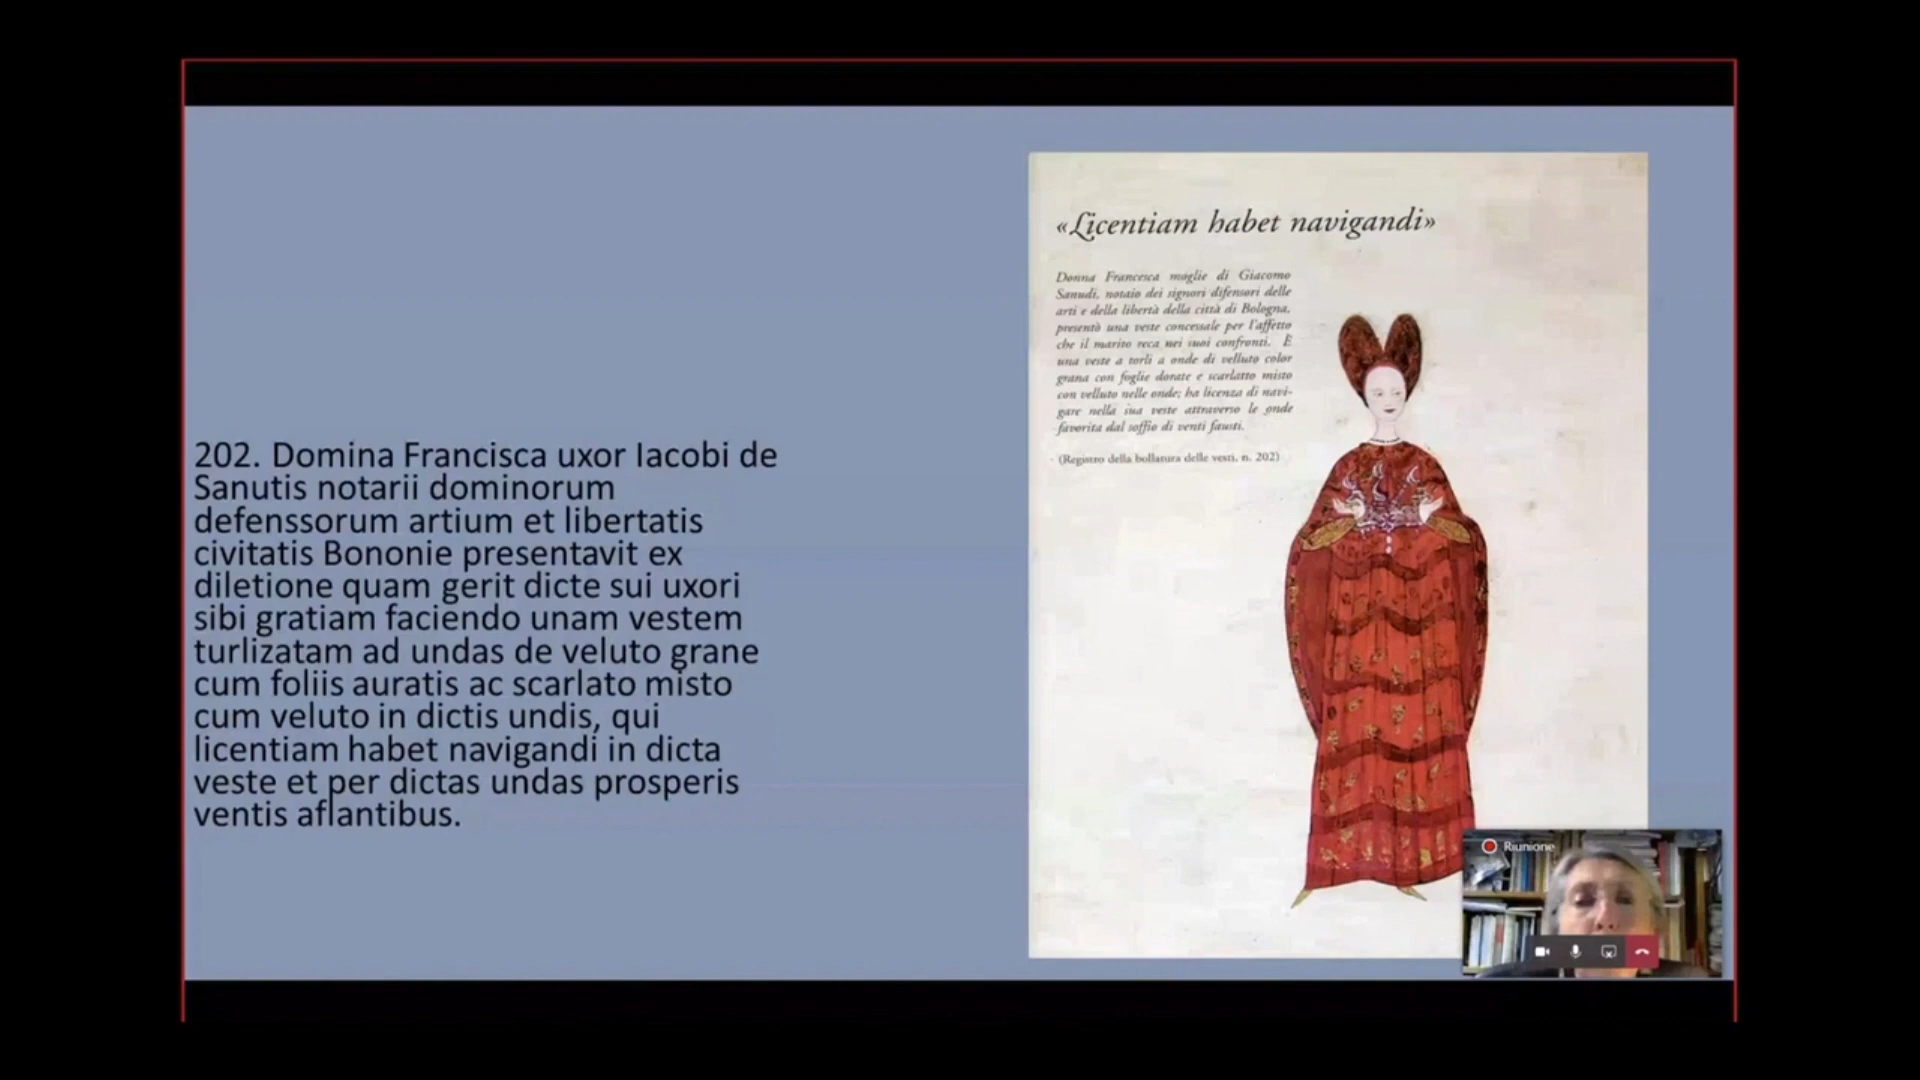 202. Domina Francisca uxor Iacobi de
Sanutis notarii dominorum
defenssorum artium et libertatis
civitatis Bononie presentavit ex
diletione quam gerit dicte sui uxori
sibi gratiam faciendo unam vestem
turlizatam ad undas de veluto grane
cum foliis auratis ac scarlato misto
cum veluto in dictis undis, qui
licentiam habet navigandi in dicta
veste et per dictas undas prosperis
ventis aflantibus.
«Licentiam habet navigandi»
Donna Francesca moglie di Giacomo
Sanudi, notaio dei signori difensori delle
arti e della libertà della città di Bologna,
presentò una veste concessale per l'affetto
che il marito reca nei suoi confronti. È
una veste a torli a onde di velluto color
grana con foglie dorate e scarlatto misto
con velluto nelle onde; ha licenza di navi-
gare nella sua veste attraverso le onde
favorita dal soffio di venti fausti.
(Registro della bollatura delle vesti, n. 202)
Riunione